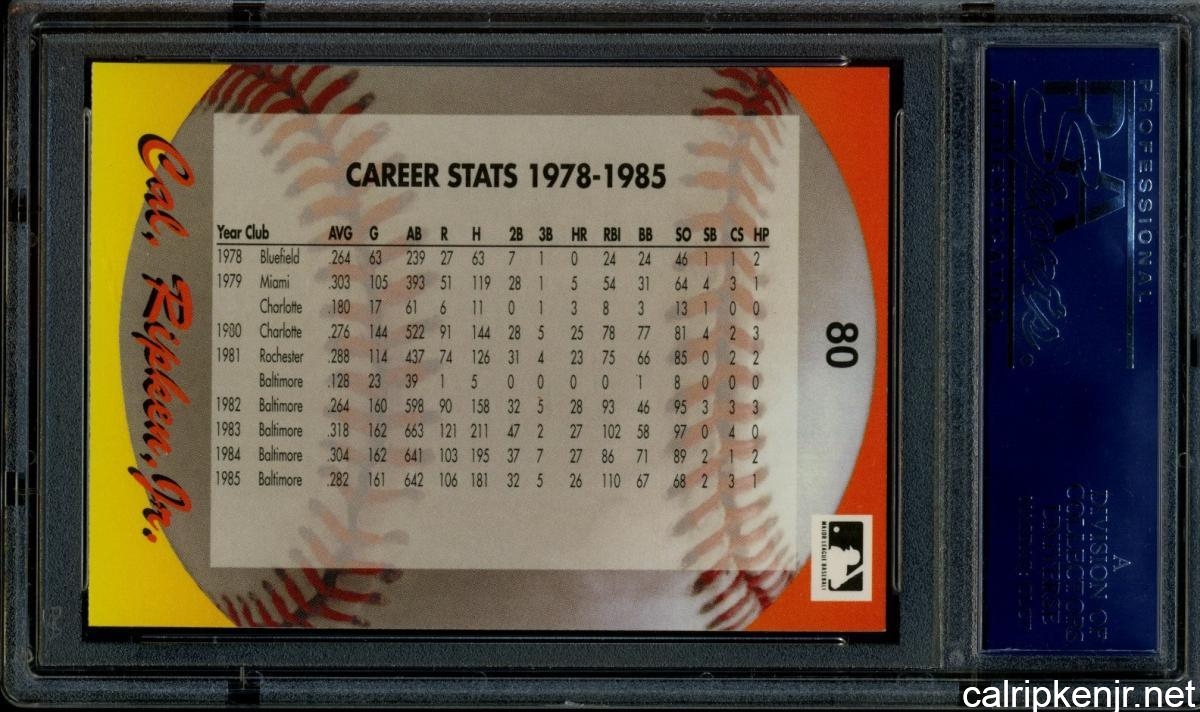 Cal, Ripken, Jr.
CAREER STATS 1978-1985
Year Club AVG G AB R H 2B 3B HR RBI BB SO SB CS HP
1978 Bluefield .264 63 239 27 63 7 1 0 24 24 46 1 1 2
1979 Miami .303 105 393 51 119 28 1 5 54 31 64 4 3 1
Charlotte .180 17 61 6 11 0 1 3 8 3 13 1 0 0
1980 Charlotte .276 144 522 91 144 28 5 25 78 77 81 4 2 3
1981 Rochester .288 114 437 74 126 31 4 23 75 66 85 0 2 2
Baltimore .128 23 39 1 5 0 0 0 0 1 8 0 0 0
1982 Baltimore .264 160 598 90 158 32 5 28 93 46 95 3 3 3
1983 Baltimore .318 162 663 121 211 47 2 27 102 58 97 0 4 0
1984 Baltimore .304 162 641 103 195 37 7 27 86 71 89 2 1 2
1985 Baltimore .282 161 642 106 181 32 5 26 110 67 68 2 3 1
80
MAJOR LEAGUE BASEBALL
PROFESSIONAL
PSA
Sports
AUTHENTICATOR
A
DIVISION OF
COLLECTORS
UNIVERSE
calripkenjr.net